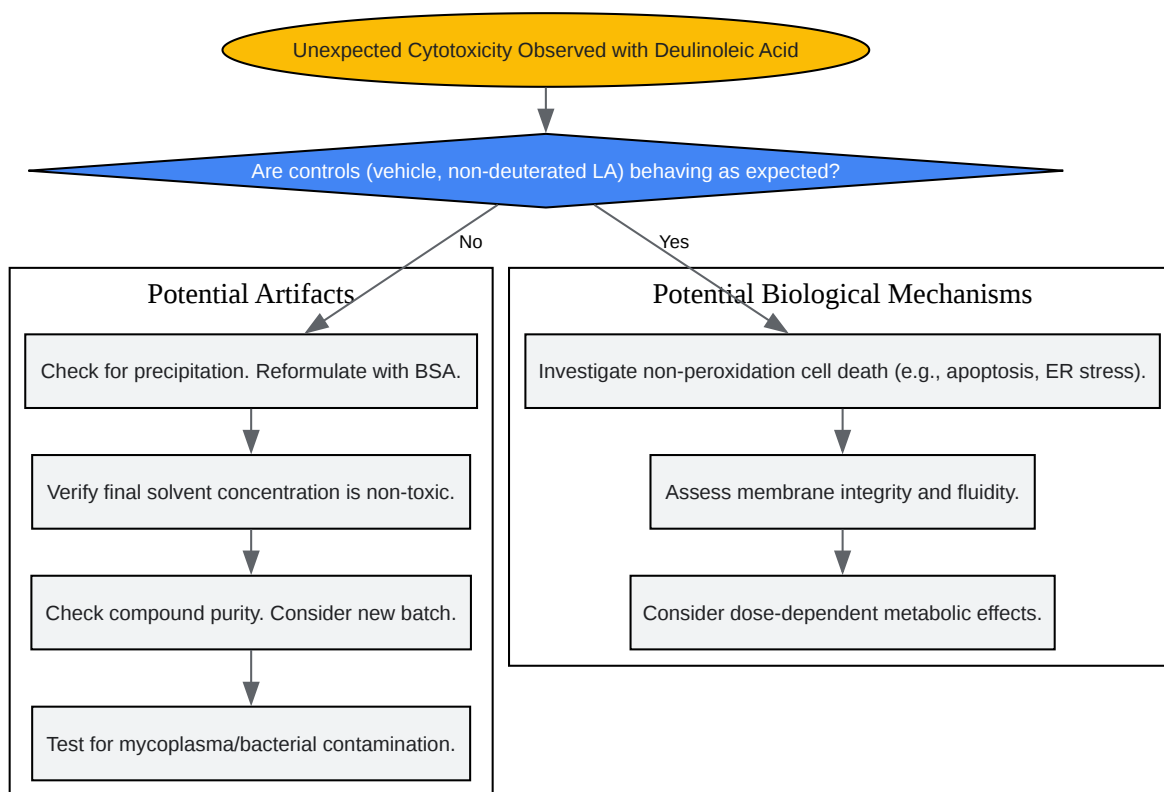 Unexpected Cytotoxicity Observed with Deulinoleic Acid
Are controls (vehicle, non-deuterated LA) behaving as expected?
No
Yes
Potential Artifacts
Check for precipitation. Reformulate with BSA.
Verify final solvent concentration is non-toxic.
Check compound purity. Consider new batch.
Test for mycoplasma/bacterial contamination.
Potential Biological Mechanisms
Investigate non-peroxidation cell death (e.g., apoptosis, ER stress).
Assess membrane integrity and fluidity.
Consider dose-dependent metabolic effects.